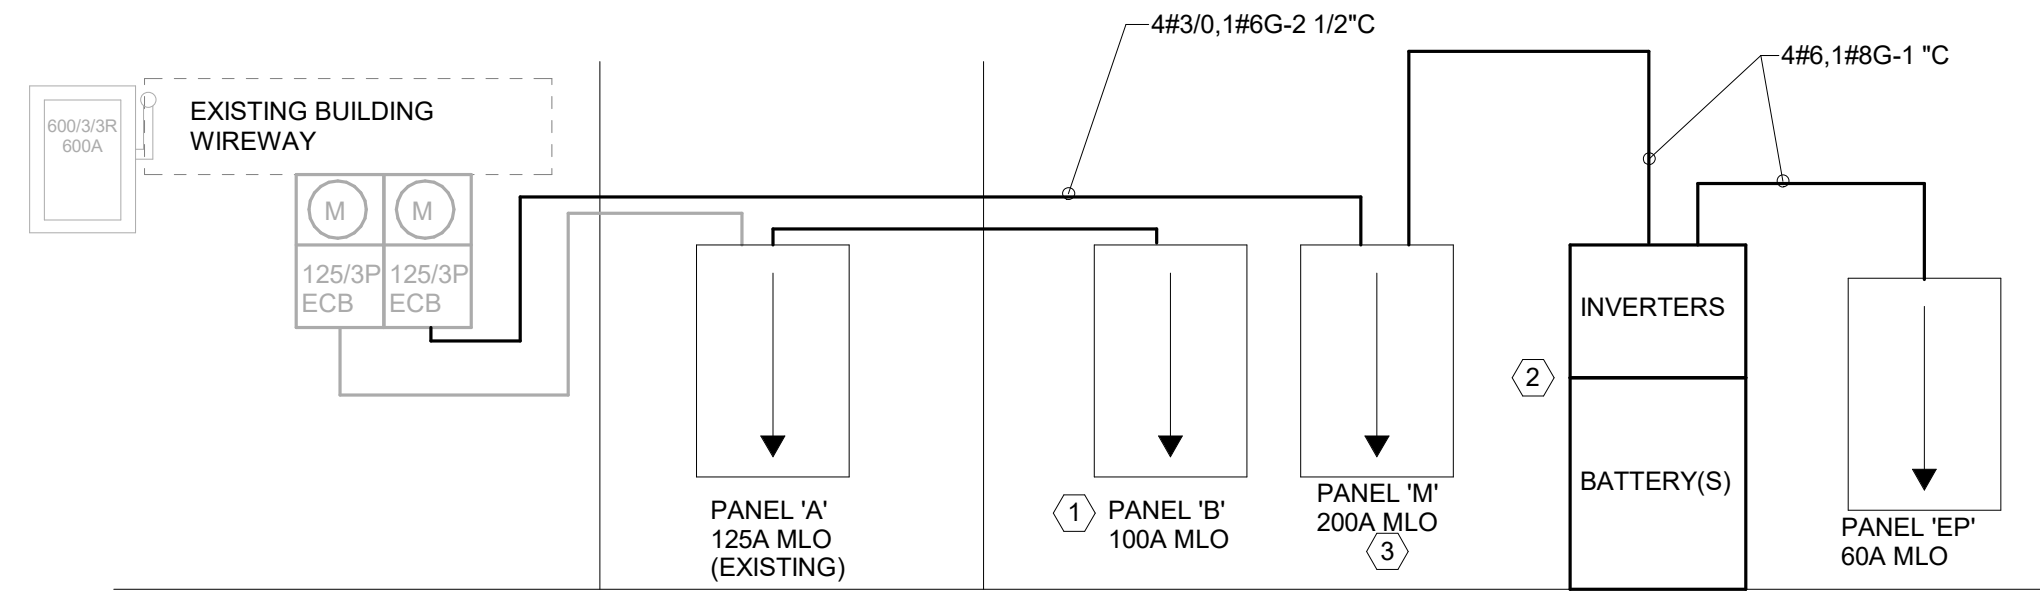 4#3/0,1#6G-2 1/2"C
4#6,1#8G-1 "C
600/3/3R
600A
EXISTING BUILDING
WIREWAY
M
M
125/3P
ECB
125/3P
ECB
INVERTERS
2
BATTERY(S)
PANEL 'A'
125A MLO
(EXISTING)
1
PANEL 'B'
100A MLO
PANEL 'M'
200A MLO
3
PANEL 'EP'
60A MLO